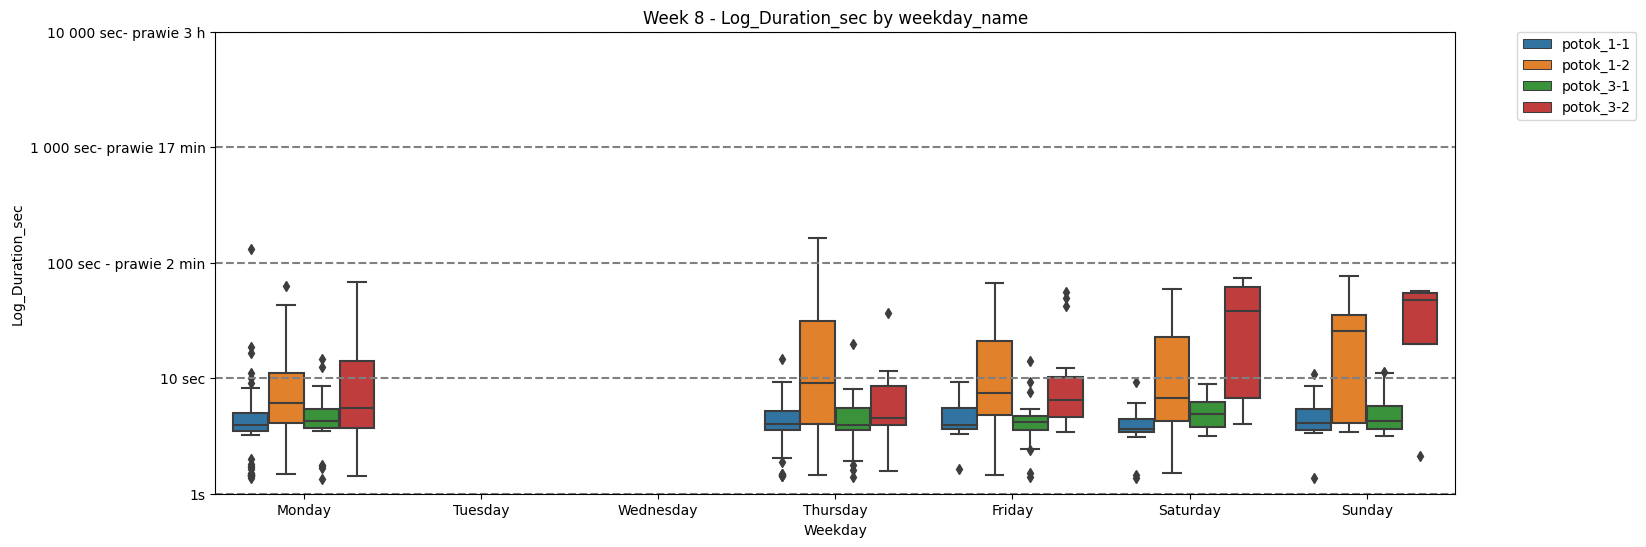 Week 8 - Log_Duration_sec by weekday_name
10 000 sec- prawie 3 h
1 000 sec- prawie 17 min
100 sec - prawie 2 min
10 sec
1s
Log_Duration_sec
Monday
Tuesday
Wednesday
Thursday
Friday
Saturday
Sunday
Weekday
potok_1-1
potok_1-2
potok_3-1
potok_3-2